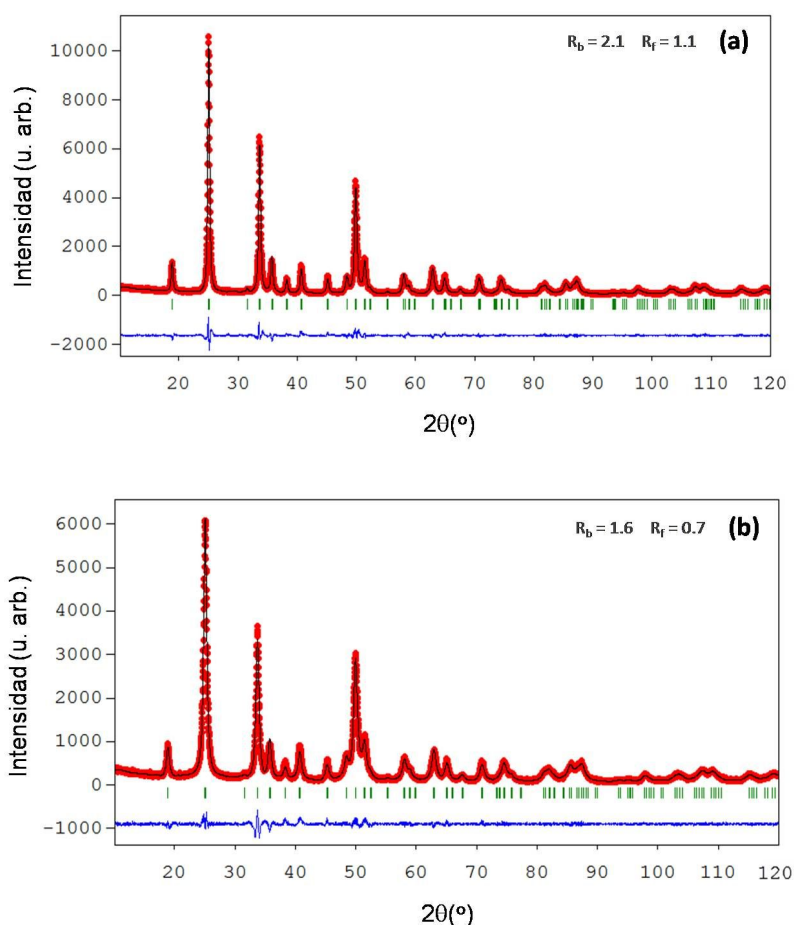 R_b = 2.1 R_f = 1.1 (a)
Intensidad (u. arb.)
10000
8000
6000
4000
2000
0
-2000
20 30 40 50 60 70 80 90 100 110 120
2θ(º)
R_b = 1.6 R_f = 0.7 (b)
Intensidad (u. arb.)
6000
5000
4000
3000
2000
1000
0
-1000
20 30 40 50 60 70 80 90 100 110 120
2θ(º)